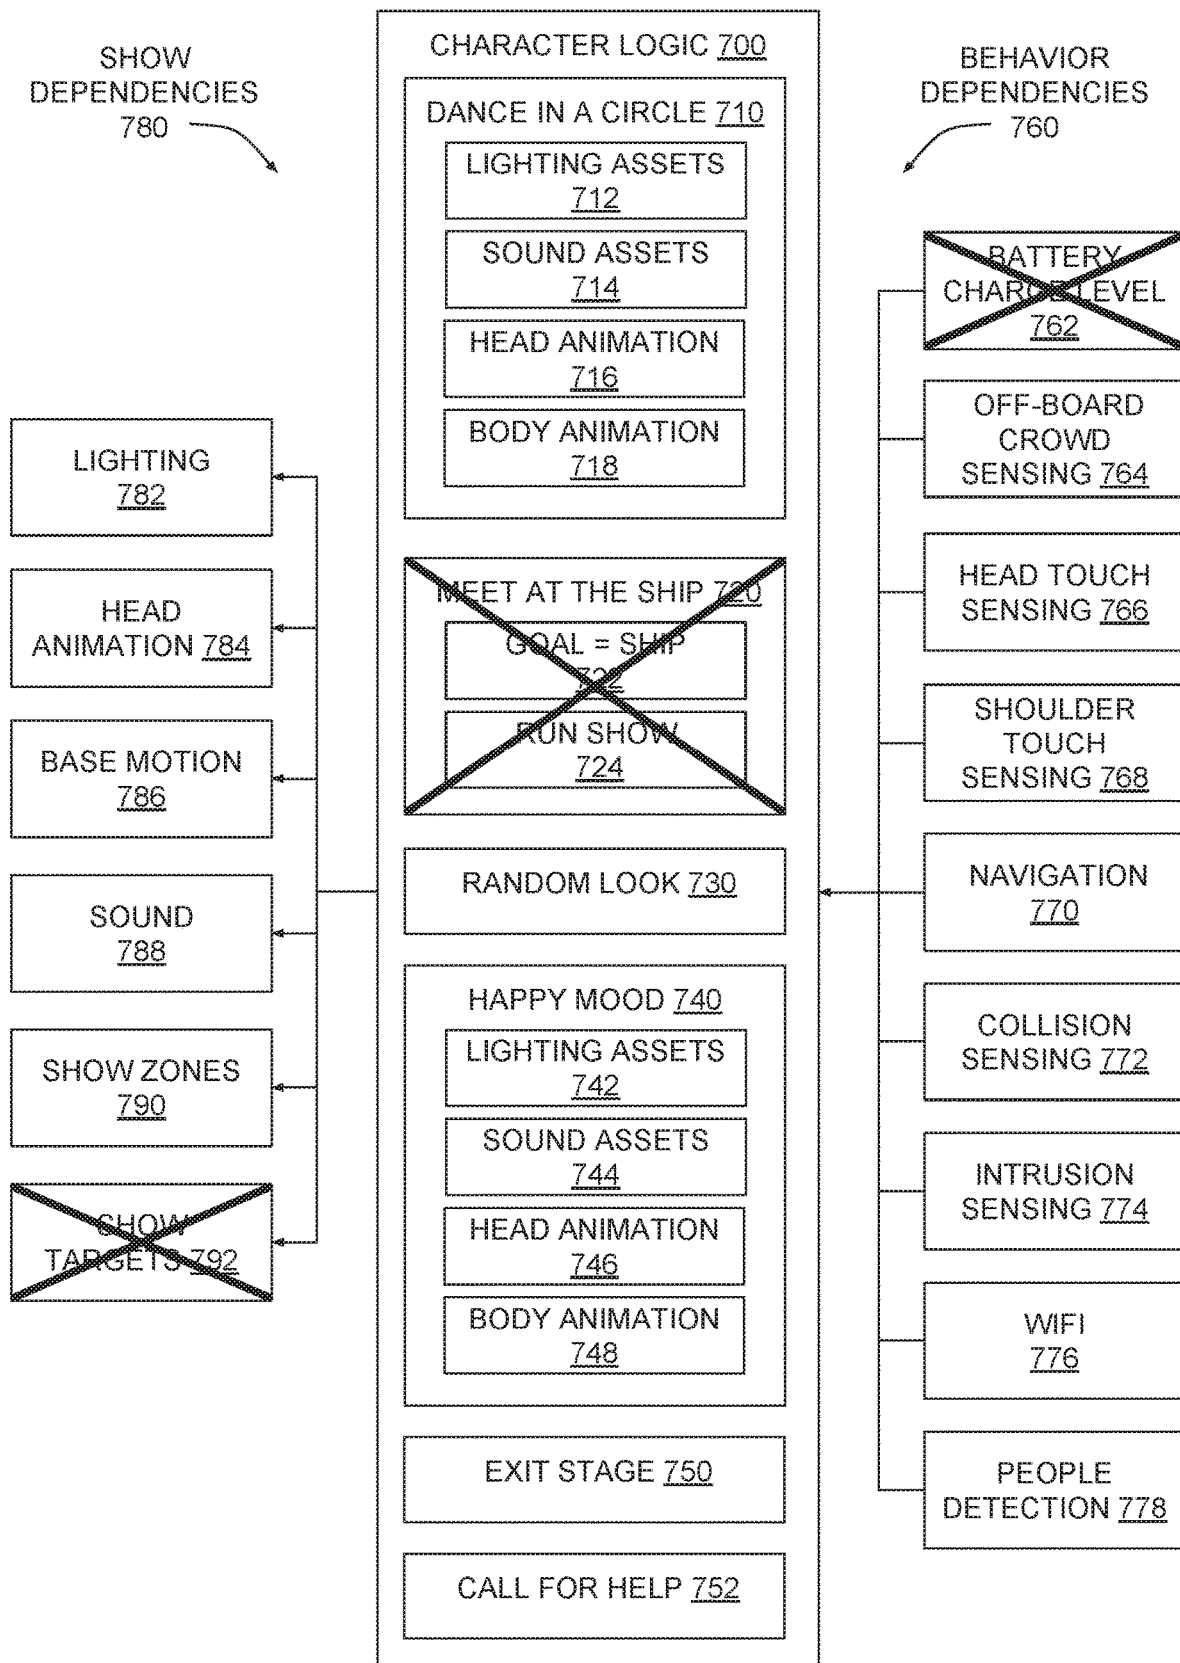 SHOW
DEPENDENCIES
780
LIGHTING
782
HEAD
ANIMATION 784
BASE MOTION
786
SOUND
788
SHOW ZONES
790
SHOW
TARGETS 792
CHARACTER LOGIC 700
DANCE IN A CIRCLE 710
LIGHTING ASSETS
712
SOUND ASSETS
714
HEAD ANIMATION
716
BODY ANIMATION
718
MEET AT THE SHIP 720
GOAL = SHIP
722
RUN SHOW
724
RANDOM LOOK 730
HAPPY MOOD 740
LIGHTING ASSETS
742
SOUND ASSETS
744
HEAD ANIMATION
746
BODY ANIMATION
748
EXIT STAGE 750
CALL FOR HELP 752
BEHAVIOR
DEPENDENCIES
760
BATTERY
CHARGE LEVEL
762
OFF-BOARD
CROWD
SENSING 764
HEAD TOUCH
SENSING 766
SHOULDER
TOUCH
SENSING 768
NAVIGATION
770
COLLISION
SENSING 772
INTRUSION
SENSING 774
WIFI
776
PEOPLE
DETECTION 778